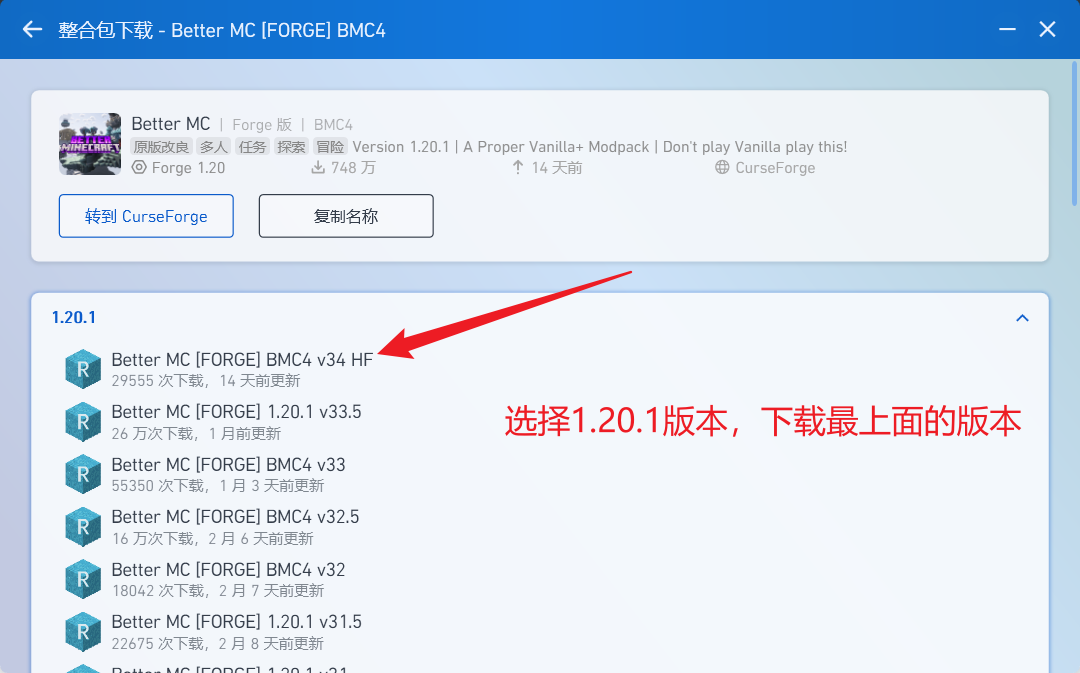 整合包下载 - Better MC [FORGE] BMC4
BETTER
MINECRAFT
Better MC | Forge 版 | BMC4
原版改良 多人 任务 探索 冒险 Version 1.20.1 | A Proper Vanilla+ Modpack | Don't play Vanilla play this!
Forge 1.20 748 万 14 天前 CurseForge
转到 CurseForge 复制名称
1.20.1
R Better MC [FORGE] BMC4 v34 HF
29555 次下载，14 天前更新
R Better MC [FORGE] 1.20.1 v33.5
26 万次下载，1 月前更新
选择1.20.1版本，下载最上面的版本
R Better MC [FORGE] BMC4 v33
55350 次下载，1 月 3 天前更新
R Better MC [FORGE] BMC4 v32.5
16 万次下载，2 月 6 天前更新
R Better MC [FORGE] BMC4 v32
18042 次下载，2 月 7 天前更新
R Better MC [FORGE] 1.20.1 v31.5
22675 次下载，2 月 8 天前更新
Better MC [FORGE] 1.20.1 v31